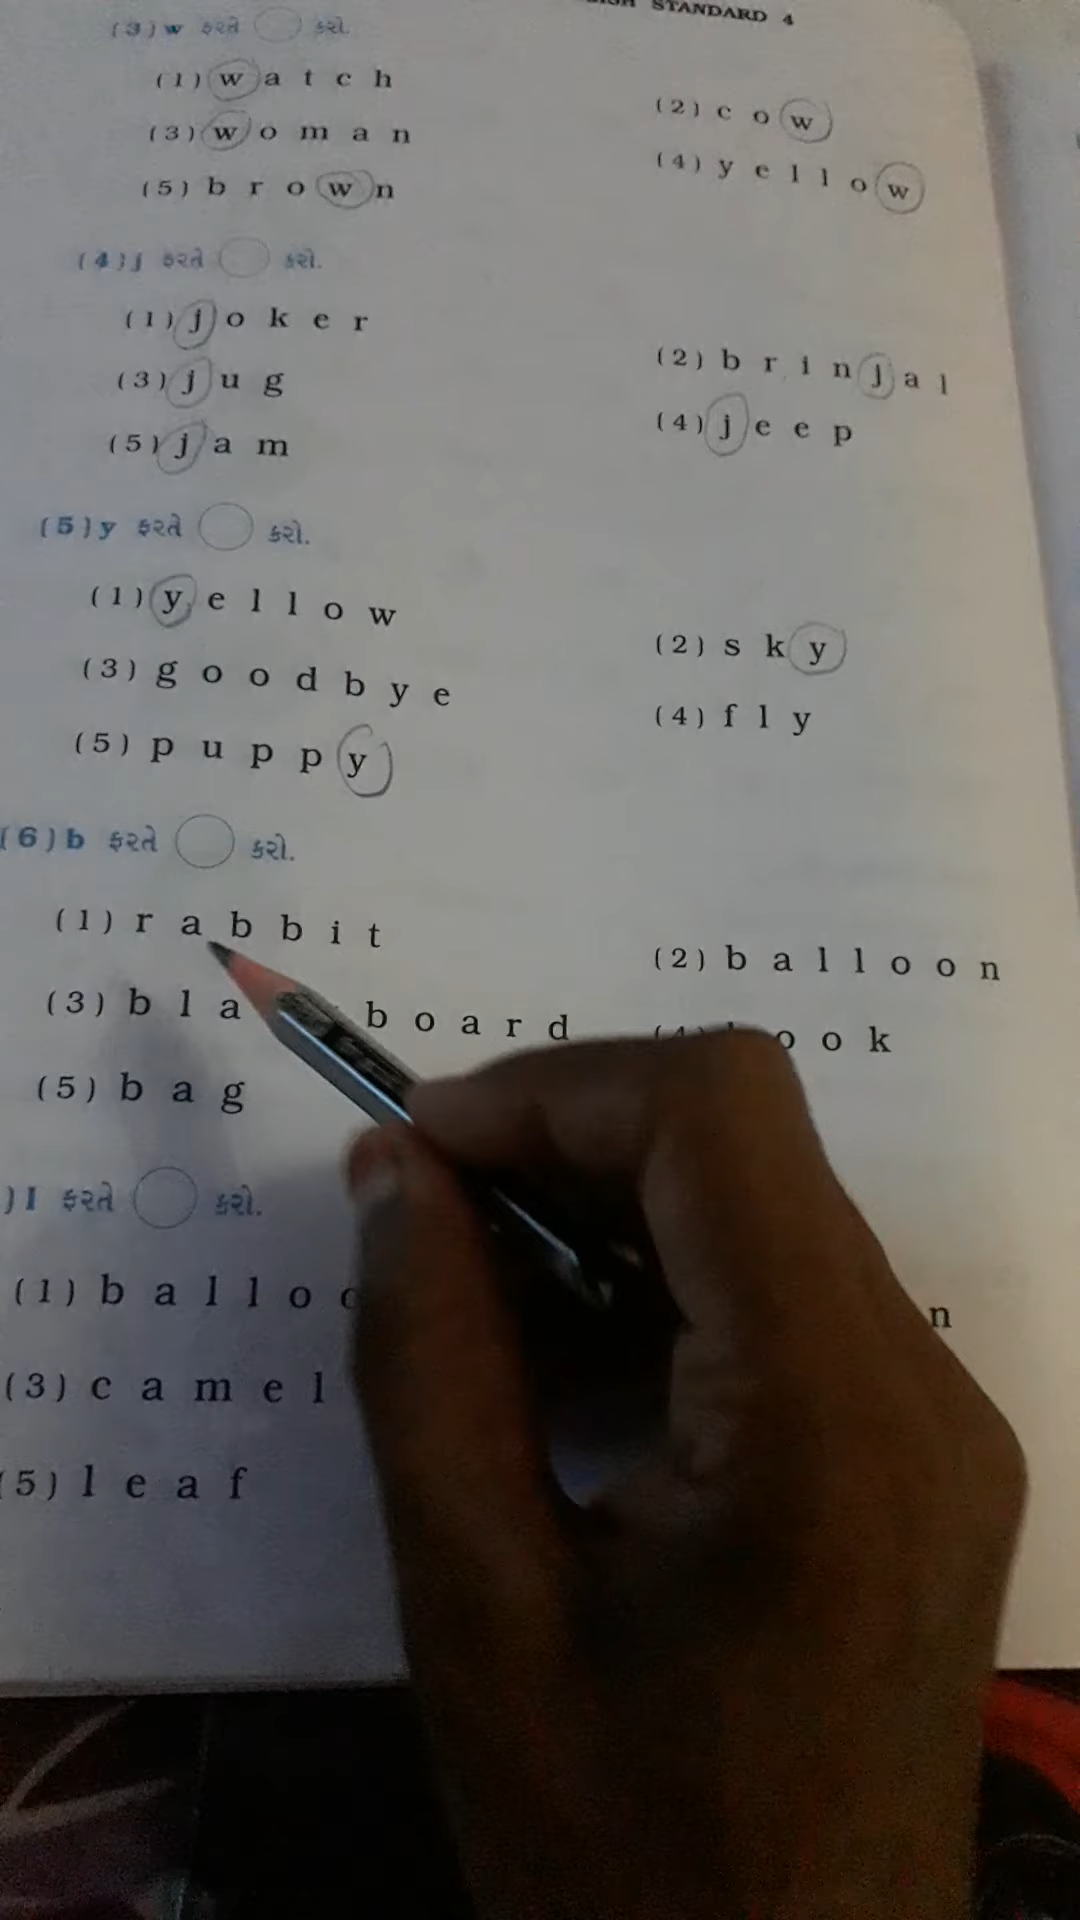 STANDARD 4
(3) w ફરતે કરો.
(1) w a t c h
(2) c o w
(3) w o m a n
(4) y e l l o w
(5) b r o w n
(4) j ફરતે કરો.
(1) j o k e r
(2) b r i n j a l
(3) j u g
(4) j e e p
(5) j a m
(5) y ફરતે કરો.
(1) y e l l o w
(2) s k y
(3) g o o d b y e
(4) f l y
(5) p u p p y
(6) b ફરતે કરો.
(1) r a b b i t
(2) b a l l o o n
(3) b l a b o a r d
o o k
(5) b a g
) l ફરતે કરો.
(1) b a l l o
n
(3) c a m e l
(5) l e a f